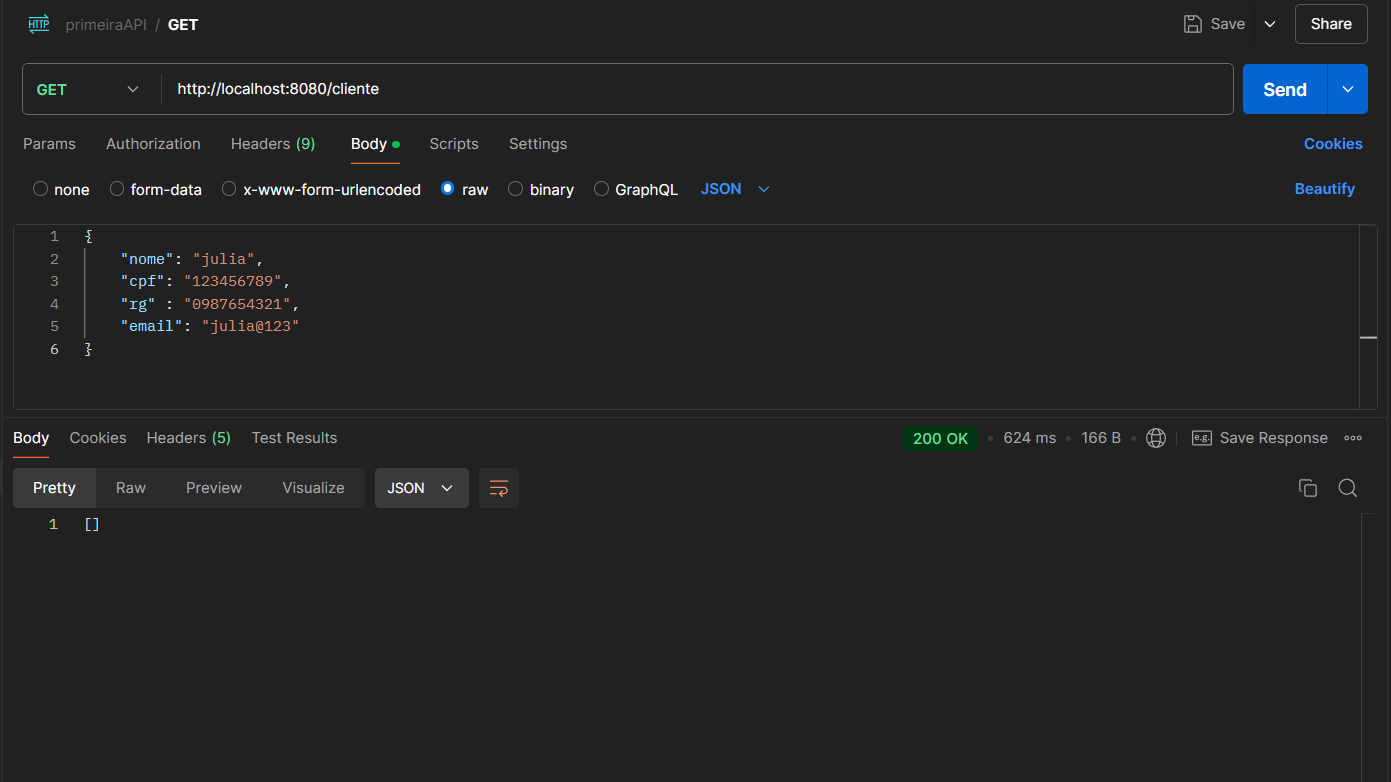 HTTP primeiraAPI / GET Save Share
GET http://localhost:8080/cliente Send
Params Authorization Headers (9) Body Scripts Settings Cookies
none form-data x-www-form-urlencoded raw binary GraphQL JSON Beautify
1 {
2 "nome": "julia",
3 "cpf": "123456789",
4 "rg" : "0987654321",
5 "email": "julia@123"
6 }
Body Cookies Headers (5) Test Results 200 OK • 624 ms • 166 B • e.g. Save Response
Pretty Raw Preview Visualize JSON
1 []